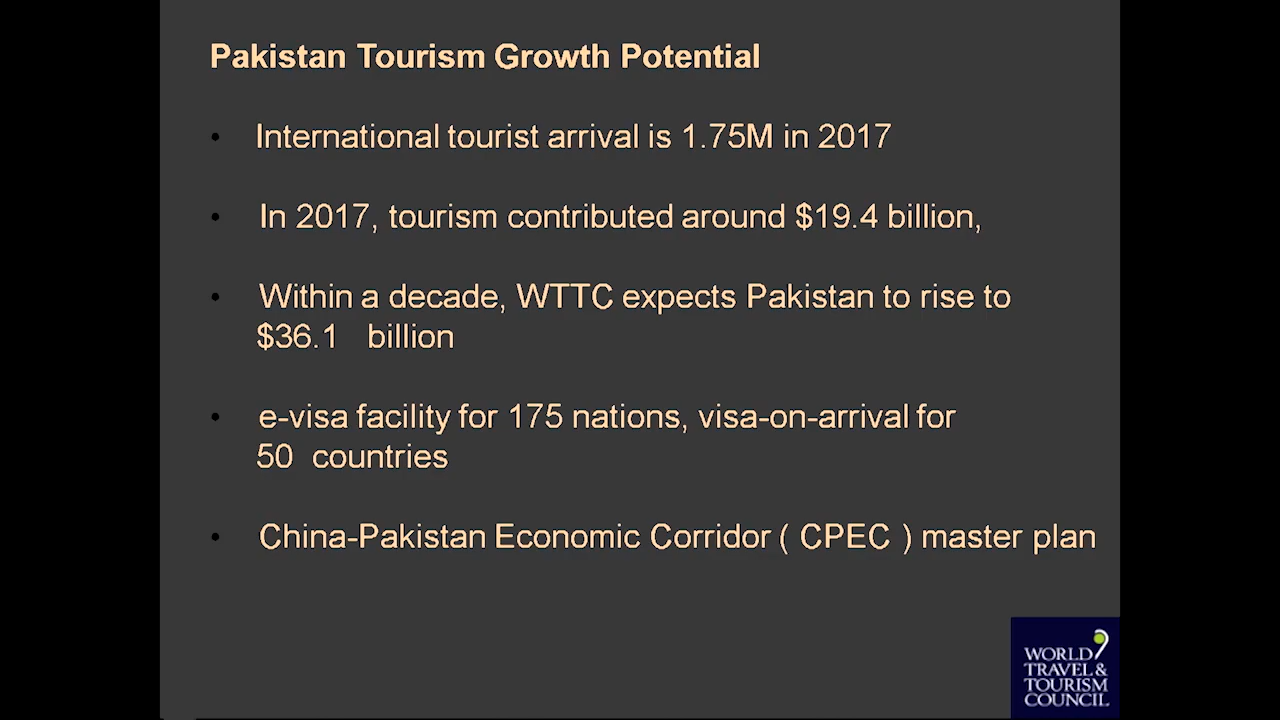 Pakistan Tourism Growth Potential
• International tourist arrival is 1.75M in 2017
• In 2017, tourism contributed around $19.4 billion,
• Within a decade, WTTC expects Pakistan to rise to
$36.1 billion
• e-visa facility for 175 nations, visa-on-arrival for
50 countries
• China-Pakistan Economic Corridor ( CPEC ) master plan
WORLD
TRAVEL &
TOURISM
COUNCIL